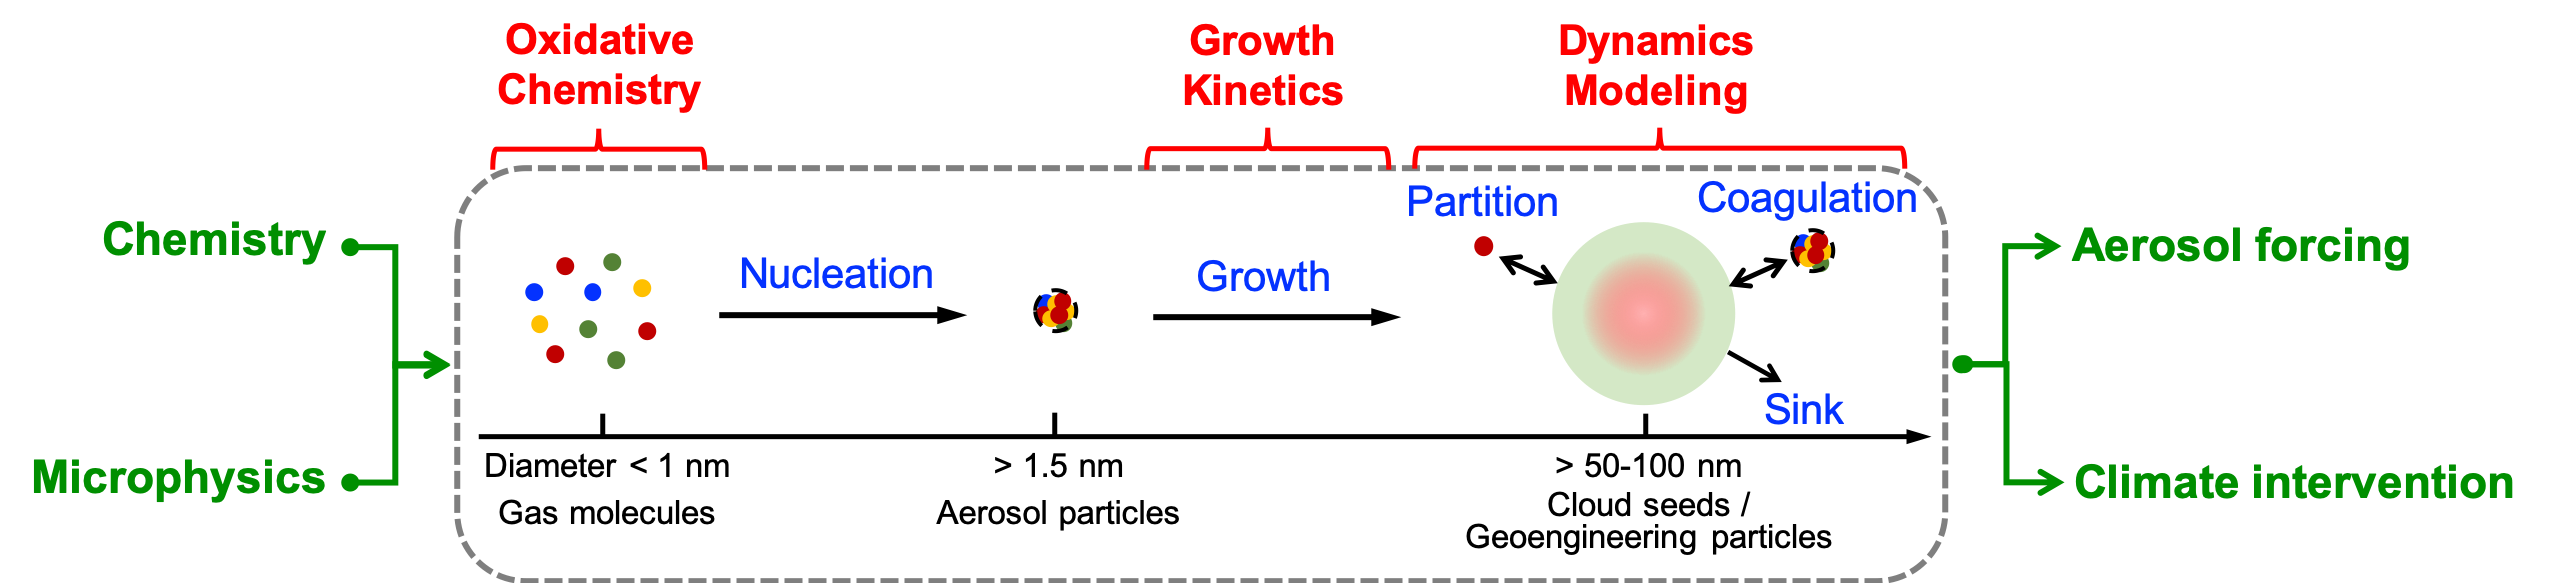 Oxidative
Chemistry
Growth
Kinetics
Dynamics
Modeling
Chemistry
Microphysics
Nucleation
Growth
Partition
Coagulation
Sink
Diameter < 1 nm
Gas molecules
> 1.5 nm
Aerosol particles
> 50-100 nm
Cloud seeds /
Geoengineering particles
Aerosol forcing
Climate intervention